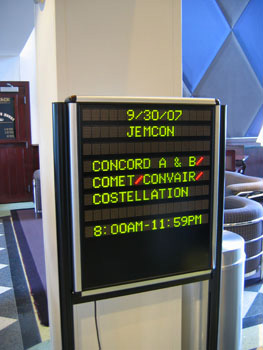 9/30/07
JEMCON
CONCORD A & B/
COMET/CONVAIR/
COSTELLATION
8:00AM-11:59PM